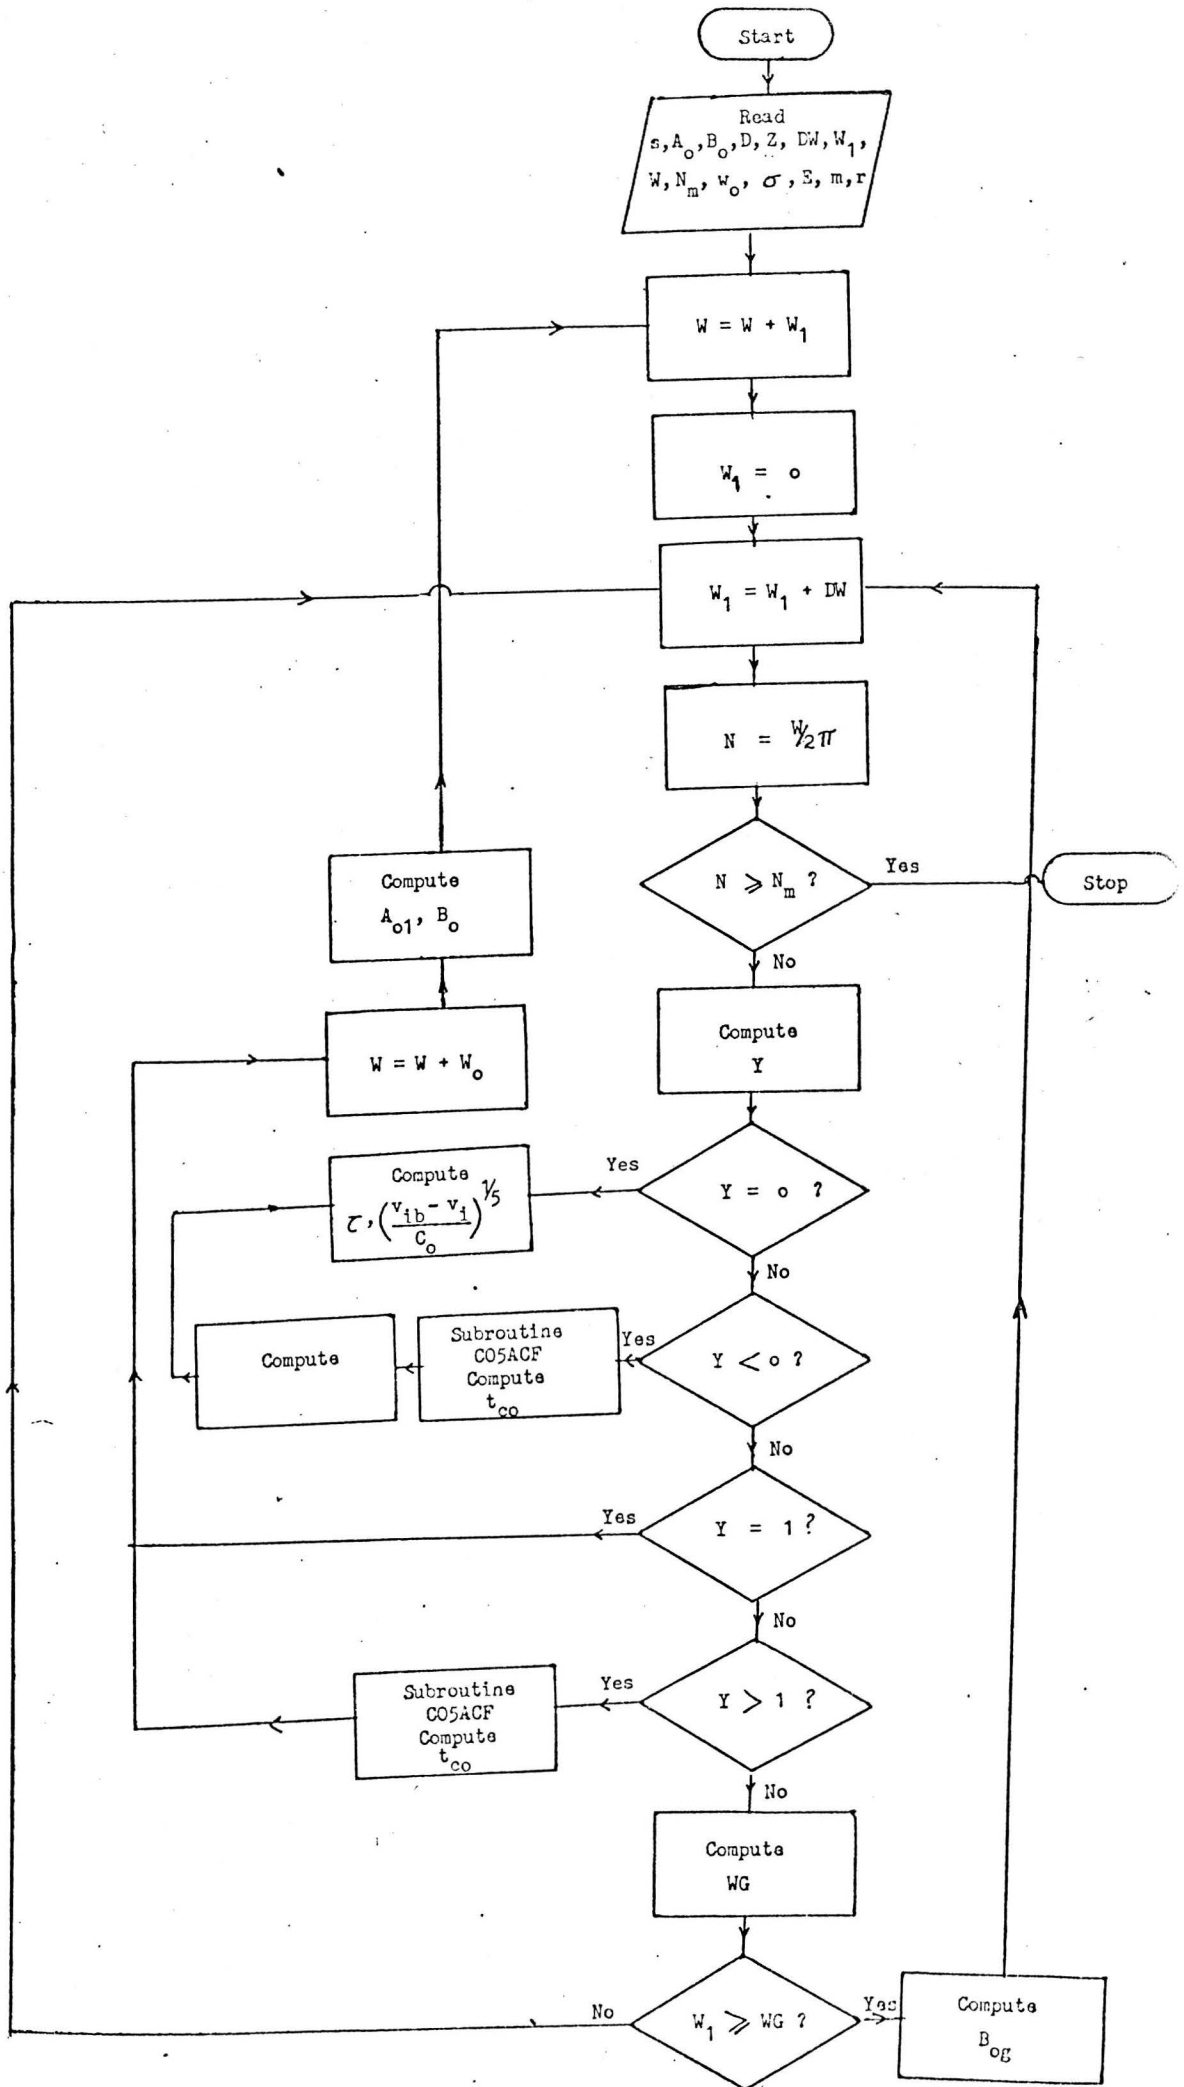 Start
Read
s, A_o, B_o, D, Z, DW, W_1,
W, N_m, w_o, σ, E, m, r
W = W + W_1
W_1 = o
W_1 = W_1 + DW
N = W/2π
N ⩾ N_m ?
Yes
Stop
No
Compute
A_o1, B_o
Compute
Y
W = W + W_o
Y = o ?
Yes
Compute
τ, ((v_ib - v_i)/C_o)^1/5
No
Y < o ?
Yes
Subroutine
CO5ACF
Compute
t_co
Compute
No
Y = 1 ?
Yes
No
Y > 1 ?
Yes
Subroutine
CO5ACF
Compute
t_co
No
Compute
WG
W_1 ⩾ WG ?
No
Yes
Compute
B_og